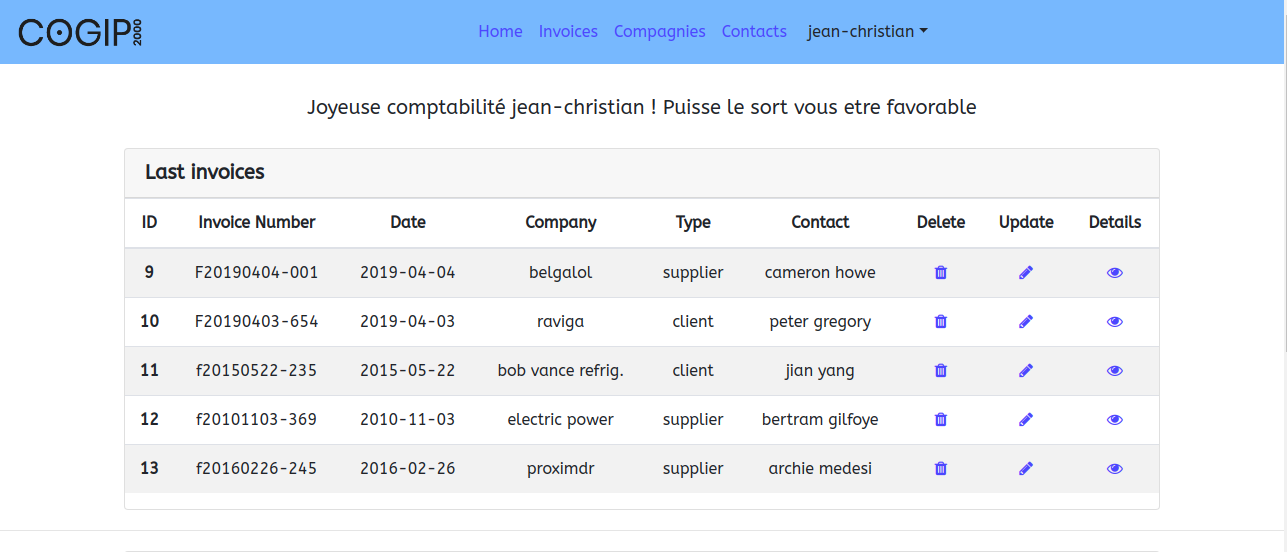 COGIP 2000
Home Invoices Compagnies Contacts jean-christian
Joyeuse comptabilité jean-christian ! Puisse le sort vous etre favorable
Last invoices
ID Invoice Number Date Company Type Contact Delete Update Details
9 F20190404-001 2019-04-04 belgalol supplier cameron howe
10 F20190403-654 2019-04-03 raviga client peter gregory
11 f20150522-235 2015-05-22 bob vance refrig. client jian yang
12 f20101103-369 2010-11-03 electric power supplier bertram gilfoye
13 f20160226-245 2016-02-26 proximdr supplier archie medesi